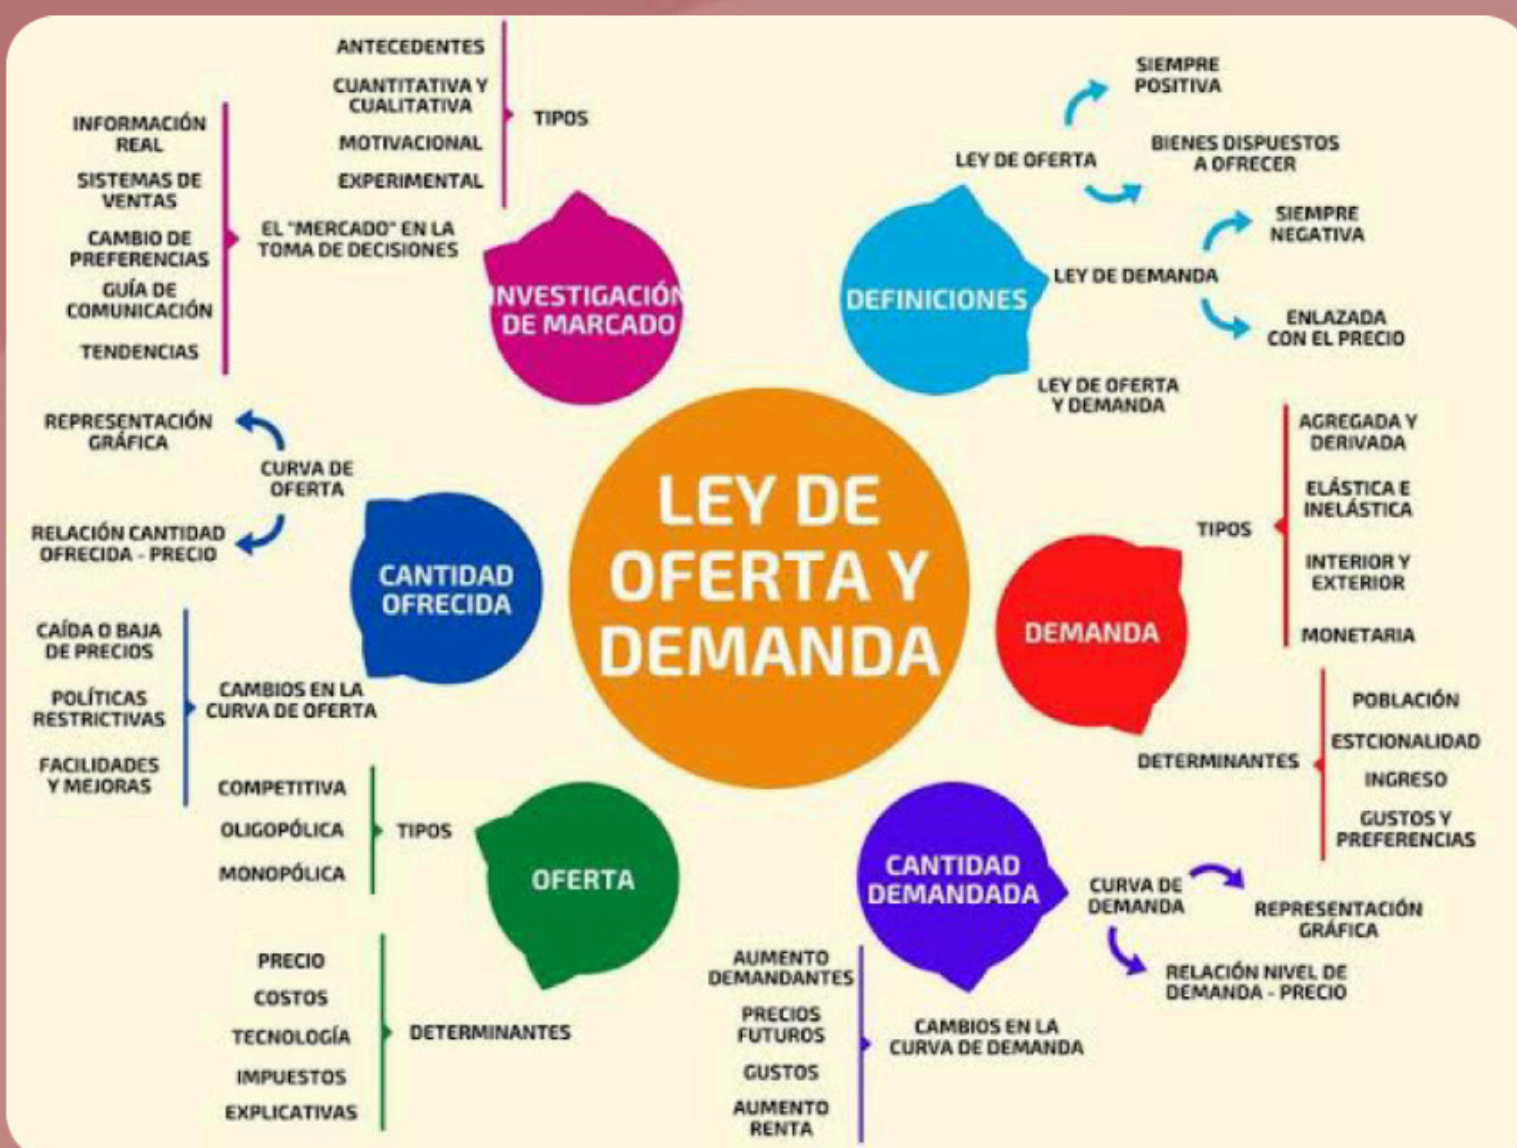 LEY DE
OFERTA Y
DEMANDA
INVESTIGACIÓN
DE MARCADO
TIPOS
ANTECEDENTES
CUANTITATIVA Y
CUALITATIVA
MOTIVACIONAL
EXPERIMENTAL
EL "MERCADO" EN LA
TOMA DE DECISIONES
INFORMACIÓN
REAL
SISTEMAS DE
VENTAS
CAMBIO DE
PREFERENCIAS
GUÍA DE
COMUNICACIÓN
TENDENCIAS
DEFINICIONES
LEY DE OFERTA
SIEMPRE
POSITIVA
BIENES DISPUESTOS
A OFRECER
LEY DE DEMANDA
SIEMPRE
NEGATIVA
ENLAZADA
CON EL PRECIO
LEY DE OFERTA
Y DEMANDA
CANTIDAD
OFRECIDA
CURVA DE
OFERTA
REPRESENTACIÓN
GRÁFICA
RELACIÓN CANTIDAD
OFRECIDA - PRECIO
CAMBIOS EN LA
CURVA DE OFERTA
CAÍDA O BAJA
DE PRECIOS
POLÍTICAS
RESTRICTIVAS
FACILIDADES
Y MEJORAS
DEMANDA
TIPOS
AGREGADA Y
DERIVADA
ELÁSTICA E
INELÁSTICA
INTERIOR Y
EXTERIOR
MONETARIA
DETERMINANTES
POBLACIÓN
ESTCIONALIDAD
INGRESO
GUSTOS Y
PREFERENCIAS
OFERTA
TIPOS
COMPETITIVA
OLIGOPÓLICA
MONOPÓLICA
DETERMINANTES
PRECIO
COSTOS
TECNOLOGÍA
IMPUESTOS
EXPLICATIVAS
CANTIDAD
DEMANDADA
CURVA DE
DEMANDA
REPRESENTACIÓN
GRÁFICA
RELACIÓN NIVEL DE
DEMANDA - PRECIO
CAMBIOS EN LA
CURVA DE DEMANDA
AUMENTO
DEMANDANTES
PRECIOS
FUTUROS
GUSTOS
AUMENTO
RENTA